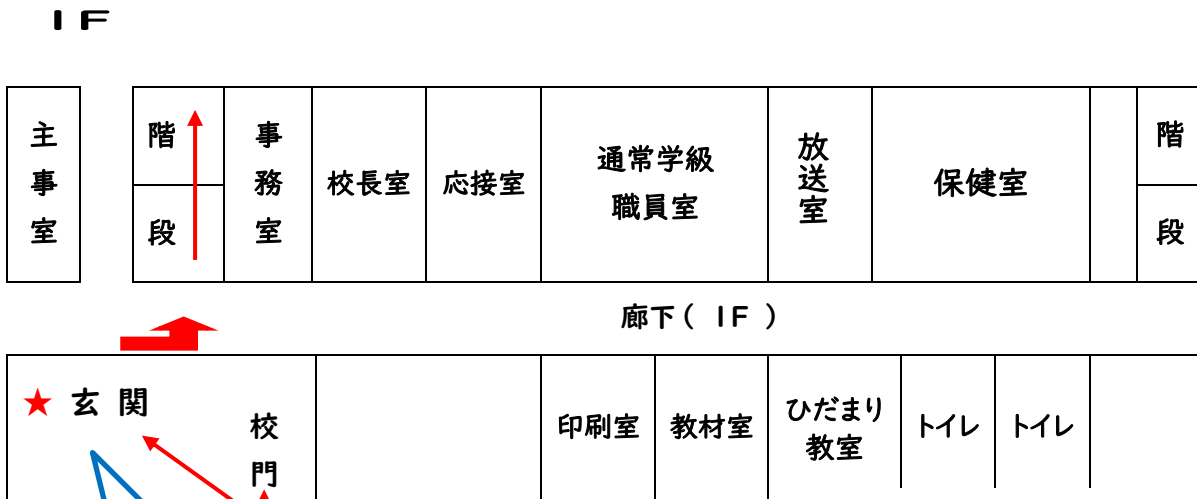 1F
主事室
階段
事務室
校長室
応接室
通常学級
職員室
放送室
保健室
階段
廊下( 1F )
★ 玄 関
校門
印刷室
教材室
ひだまり
教室
トイレ
トイレ